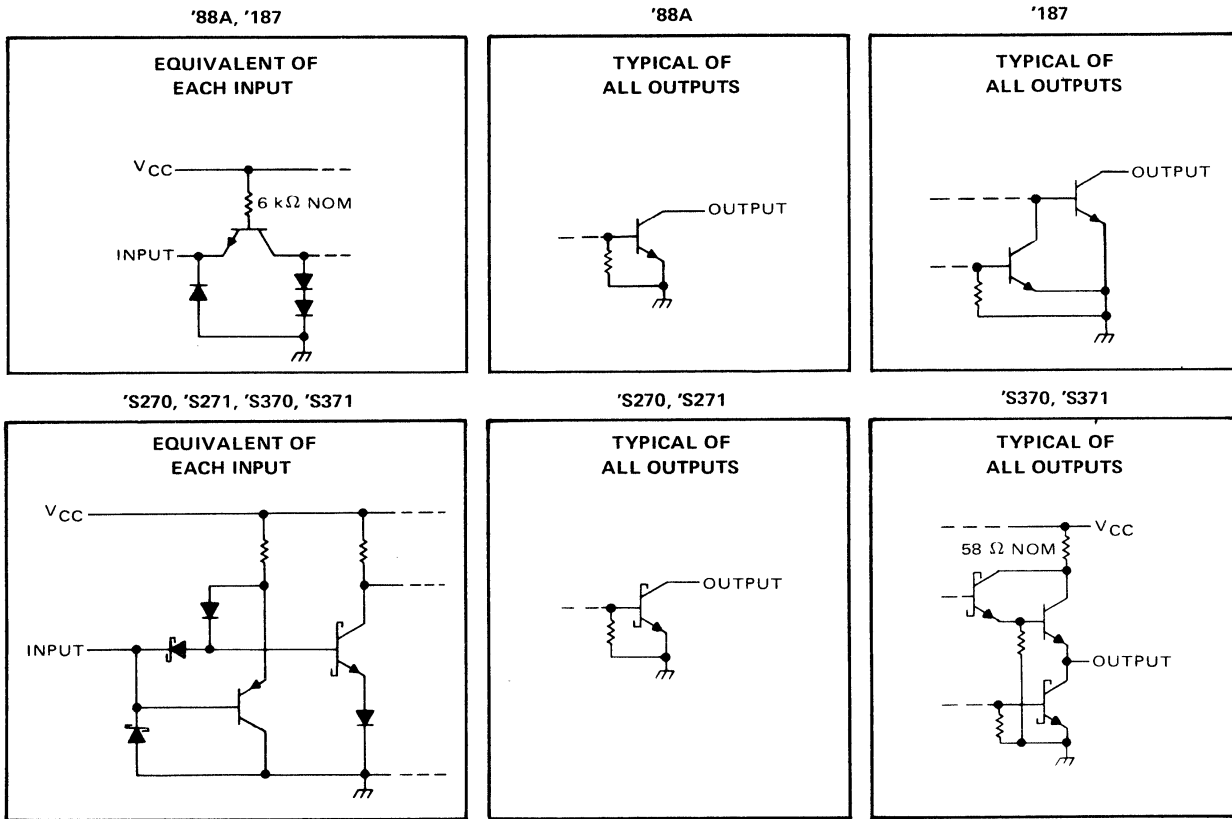 '88A, '187
EQUIVALENT OF
EACH INPUT
VCC
6 kΩ NOM
INPUT
'88A
TYPICAL OF
ALL OUTPUTS
OUTPUT
'187
TYPICAL OF
ALL OUTPUTS
OUTPUT
'S270, 'S271, 'S370, 'S371
EQUIVALENT OF
EACH INPUT
VCC
INPUT
'S270, 'S271
TYPICAL OF
ALL OUTPUTS
OUTPUT
'S370, 'S371
TYPICAL OF
ALL OUTPUTS
VCC
58 Ω NOM
OUTPUT